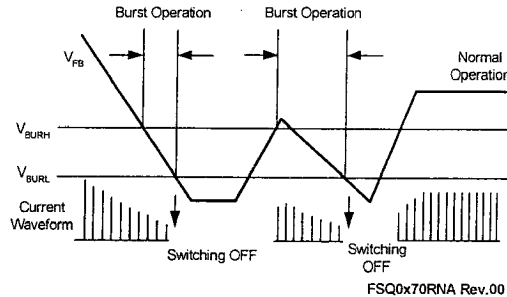 Burst Operation
Burst Operation
VFB
Normal
Operation
VBURH
VBURL
Current
Waveform
Switching OFF
Switching
OFF
FSQ0x70RNA Rev.00